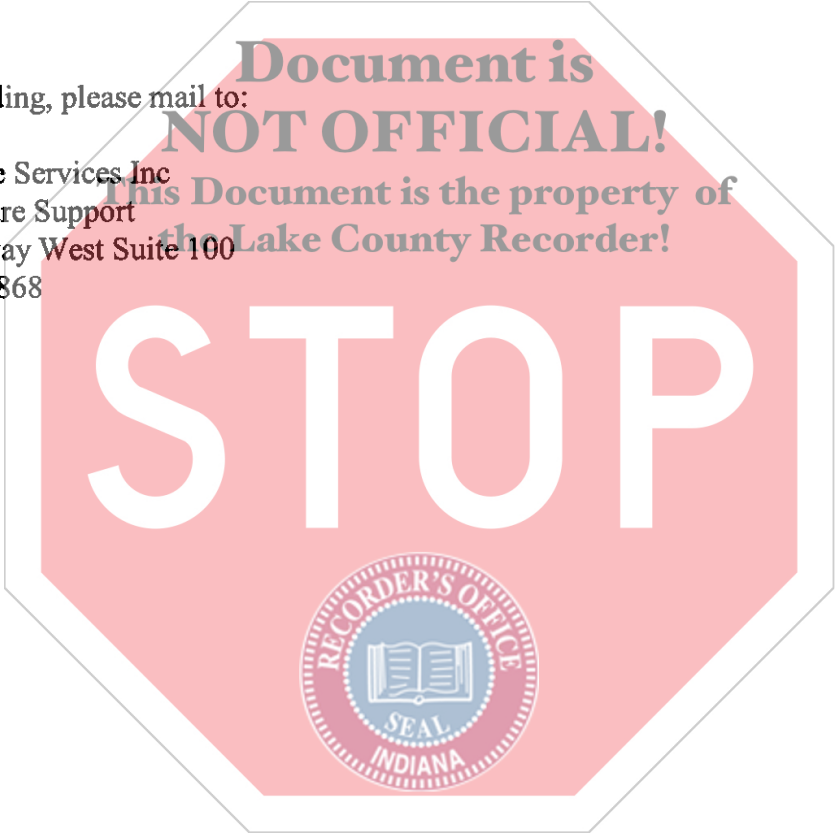 Document is
ding, please mail to:
NOT OFFICIAL!
e Services Inc
This Document is the property of
re Support
the Lake County Recorder!
ay West Suite 100
868
STOP
RECORDER'S OFFICE
SEAL
INDIANA